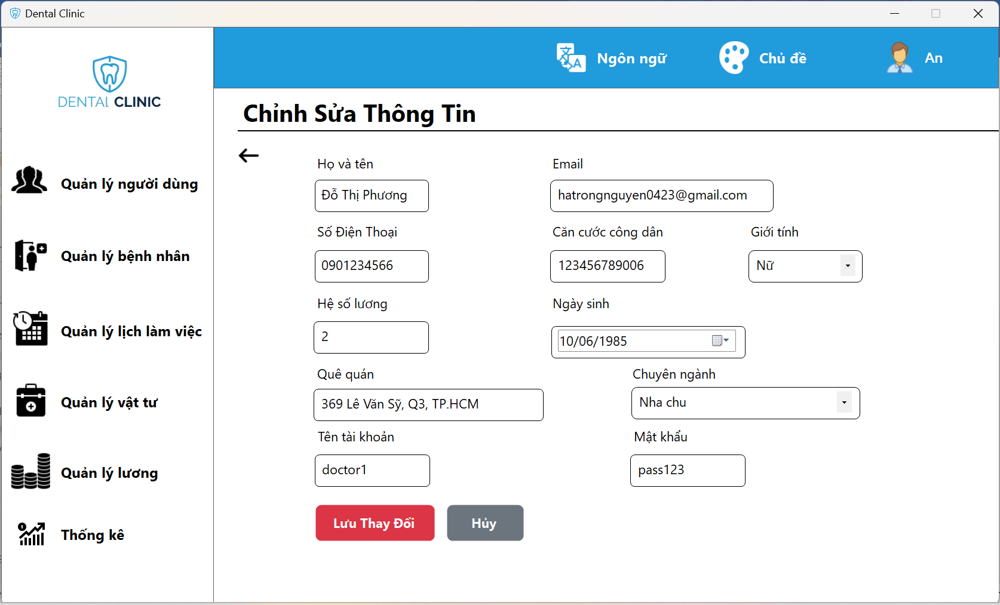 Dental Clinic
DENTAL CLINIC
Ngôn ngữ
Chủ đề
An
Chỉnh Sửa Thông Tin
Quản lý người dùng
Quản lý bệnh nhân
Quản lý lịch làm việc
Quản lý vật tư
Quản lý lương
Thống kê
Họ và tên
Email
Đỗ Thị Phương
hatrongnguyen0423@gmail.com
Số Điện Thoại
Căn cước công dân
Giới tính
0901234566
123456789006
Nữ
Hệ số lương
Ngày sinh
2
10/06/1985
Quê quán
Chuyên ngành
369 Lê Văn Sỹ, Q3, TP.HCM
Nha chu
Tên tài khoản
Mật khẩu
doctor1
pass123
Lưu Thay Đổi
Hủy